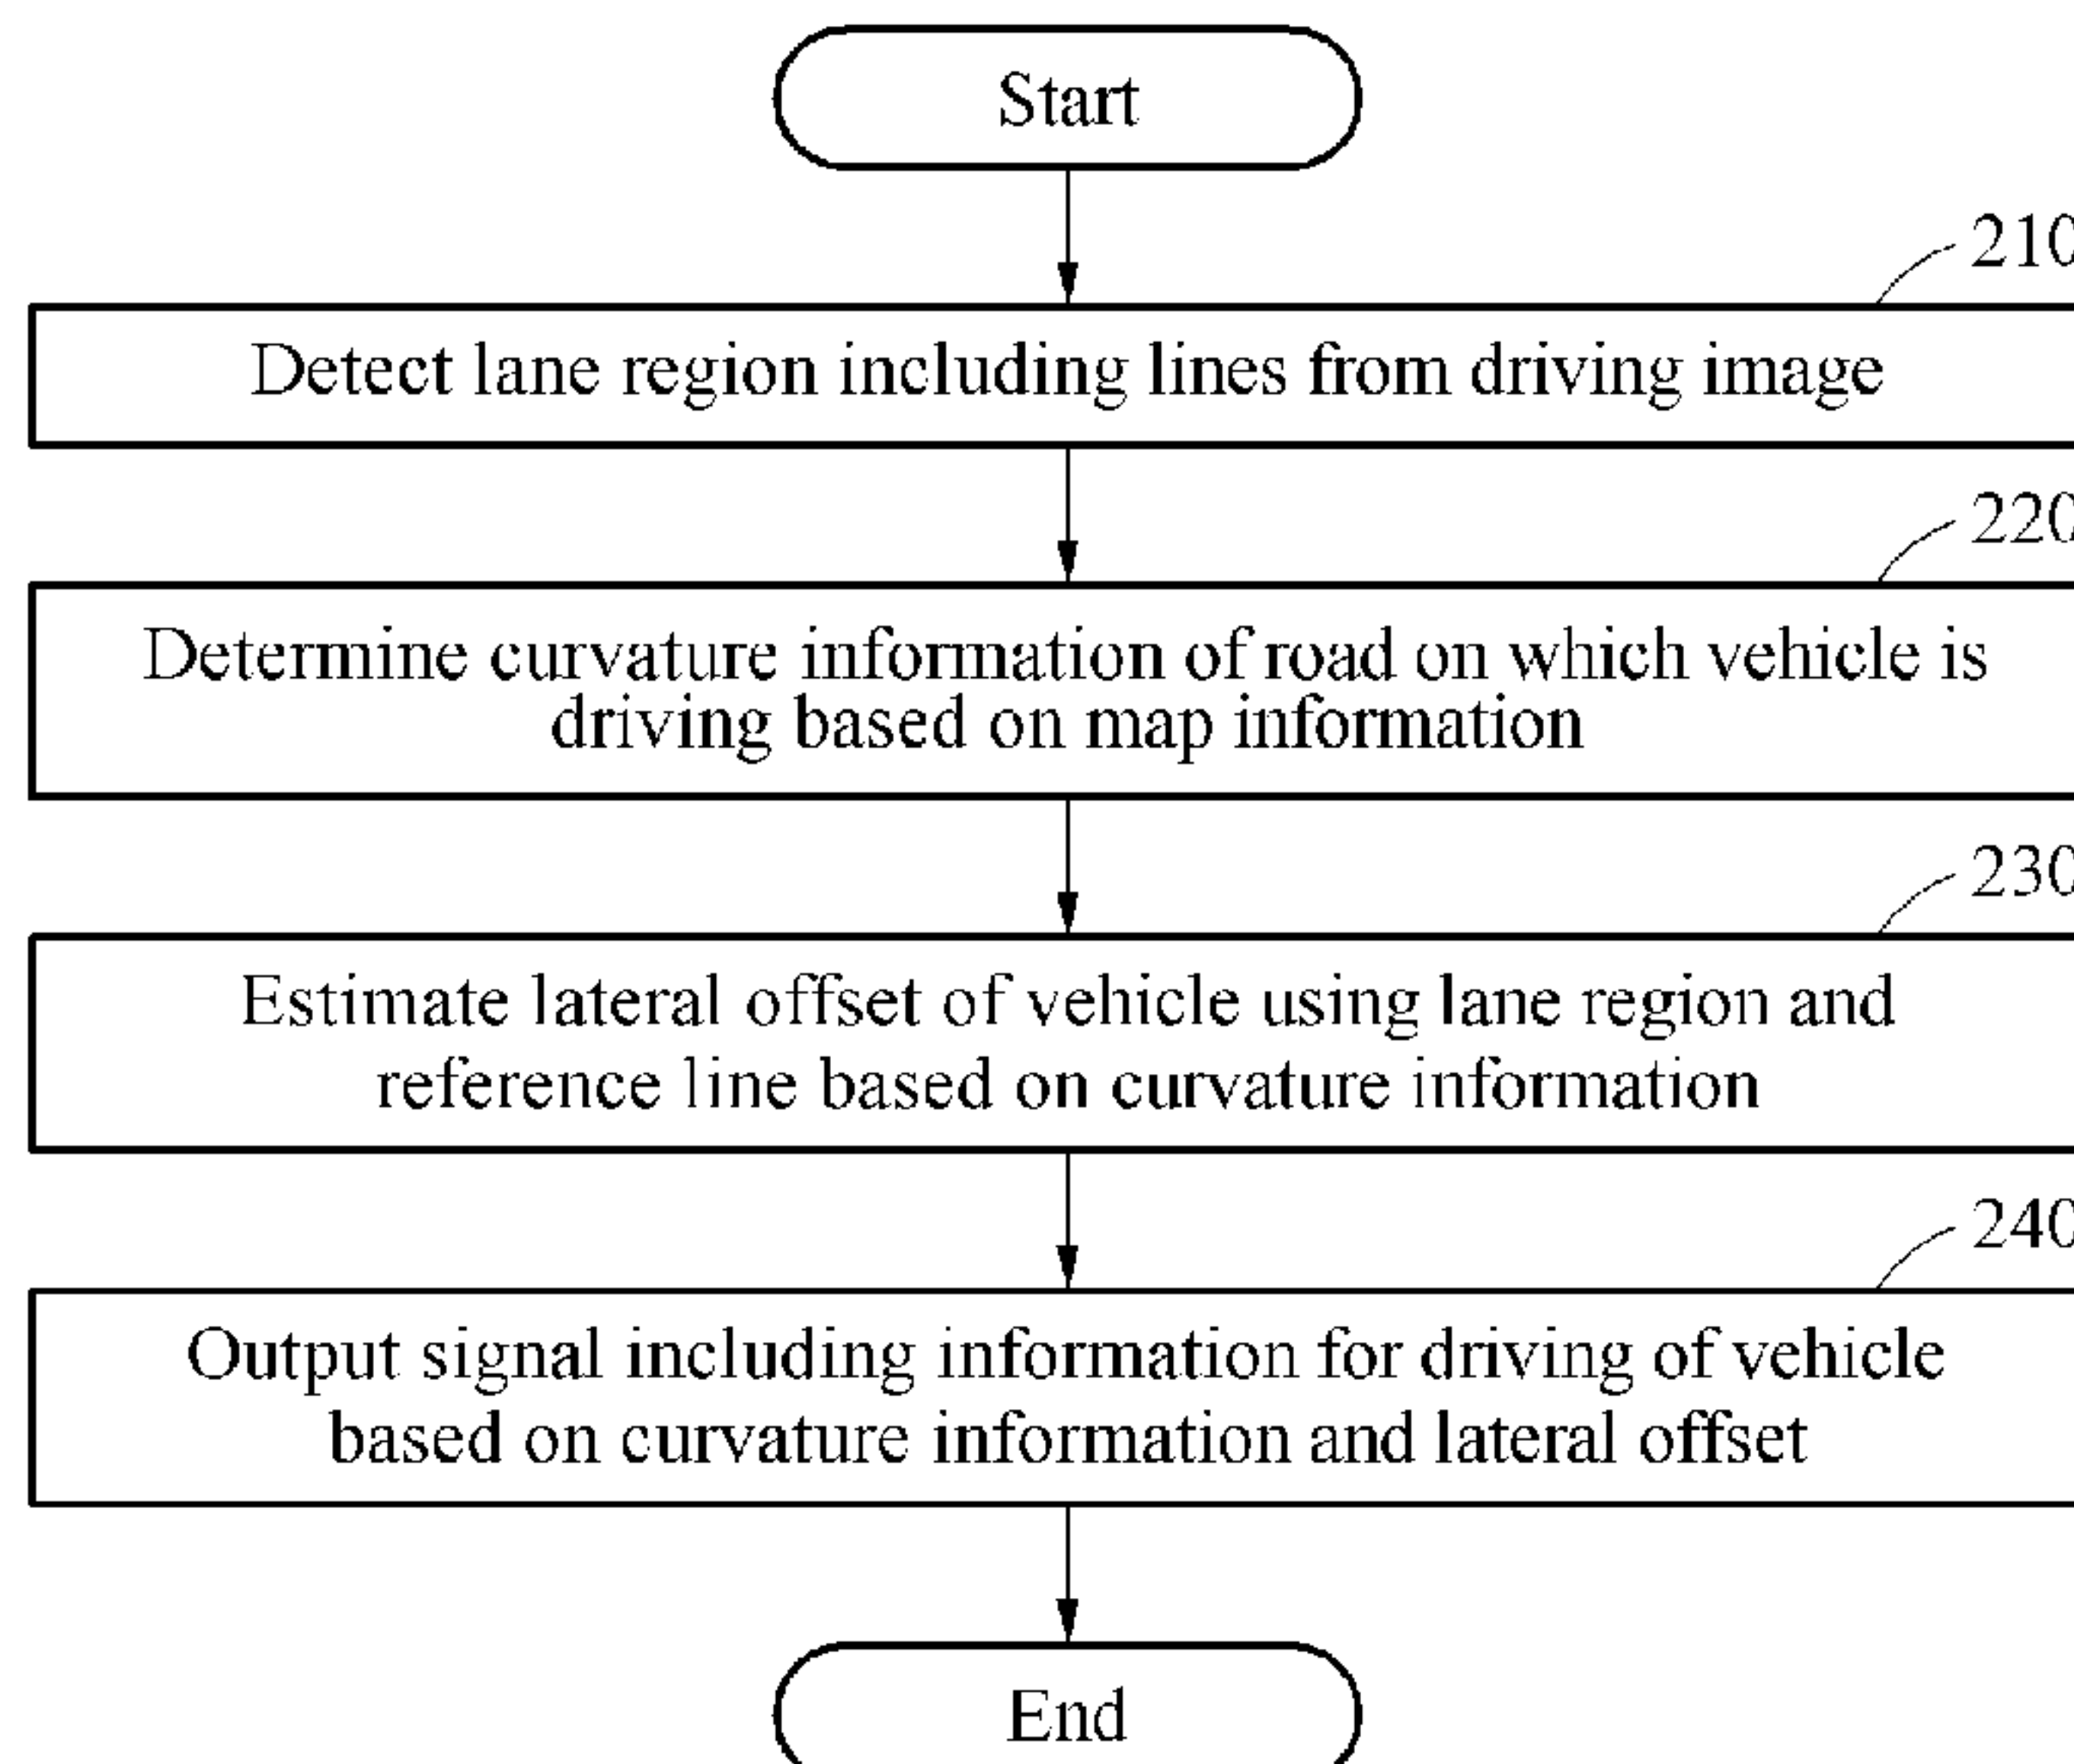 Start
210
Detect lane region including lines from driving image
220
Determine curvature information of road on which vehicle is
driving based on map information
230
Estimate lateral offset of vehicle using lane region and
reference line based on curvature information
240
Output signal including information for driving of vehicle
based on curvature information and lateral offset
End